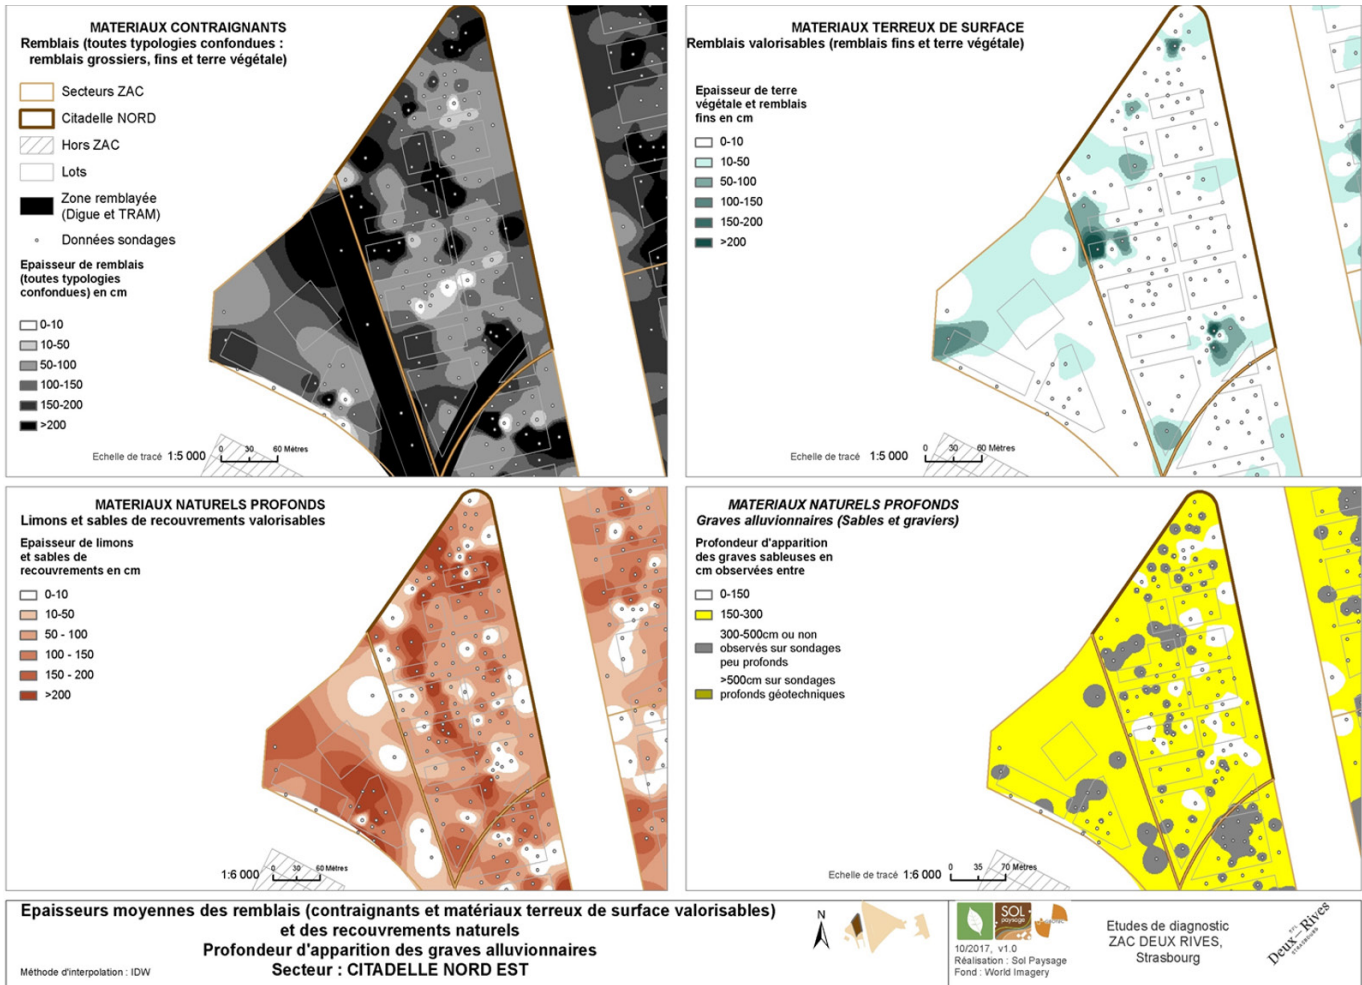 MATERIAUX CONTRAIGNANTS
Remblais (toutes typologies confondues :
remblais grossiers, fins et terre végétale)
Secteurs ZAC
Citadelle NORD
Hors ZAC
Lots
Zone remblayée
(Digue et TRAM)
Données sondages
Epaisseur de remblais
(toutes typologies
confondues) en cm
0-10
10-50
50-100
100-150
150-200
>200
Echelle de tracé 1:5 000
0 30 60 Mètres
MATERIAUX TERREUX DE SURFACE
Remblais valorisables (remblais fins et terre végétale)
Epaisseur de terre
végétale et remblais
fins en cm
0-10
10-50
50-100
100-150
150-200
>200
Echelle de tracé 1:5 000
0 30 60 Mètres
MATERIAUX NATURELS PROFONDS
Limons et sables de recouvrements valorisables
Epaisseur de limons
et sables de
recouvrements en cm
0-10
10-50
50 - 100
100 - 150
150 - 200
>200
1:6 000
0 30 60 Mètres
MATERIAUX NATURELS PROFONDS
Graves alluvionnaires (Sables et graviers)
Profondeur d'apparition
des graves sableuses en
cm observées entre
0-150
150-300
300-500cm ou non
observés sur sondages
peu profonds
>500cm sur sondages
profonds géotechniques
Echelle de tracé 1:6 000
0 35 70 Mètres
Epaisseurs moyennes des remblais (contraignants et matériaux terreux de surface valorisables)
et des recouvrements naturels
Profondeur d'apparition des graves alluvionnaires
Secteur : CITADELLE NORD EST
Méthode d'interpolation : IDW
N
SOL
paysage
10/2017, v1.0
Réalisation : Sol Paysage
Fond : World Imagery
Etudes de diagnostic
ZAC DEUX RIVES,
Strasbourg
Deux-Rives
STRASBOURG